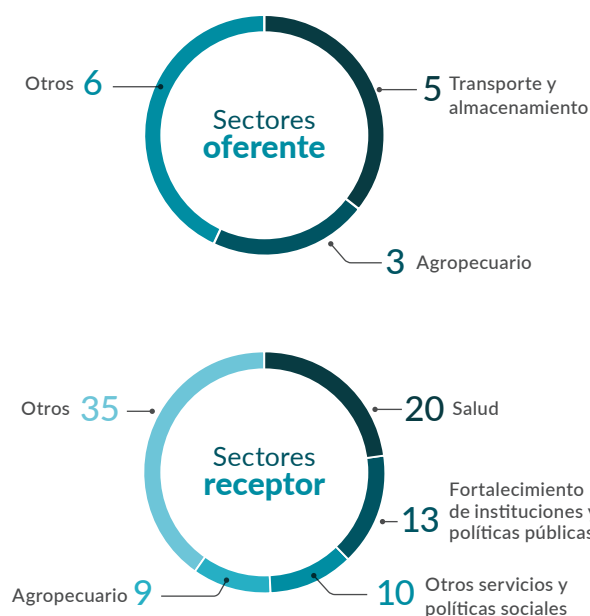 Otros 6
5 Transporte y
almacenamiento
Sectores
oferente
3 Agropecuario
Otros 35
20 Salud
Sectores
receptor
Fortalecimiento
13 de instituciones y
políticas públicas
Agropecuario 9
10 Otros servicios y
políticas sociales